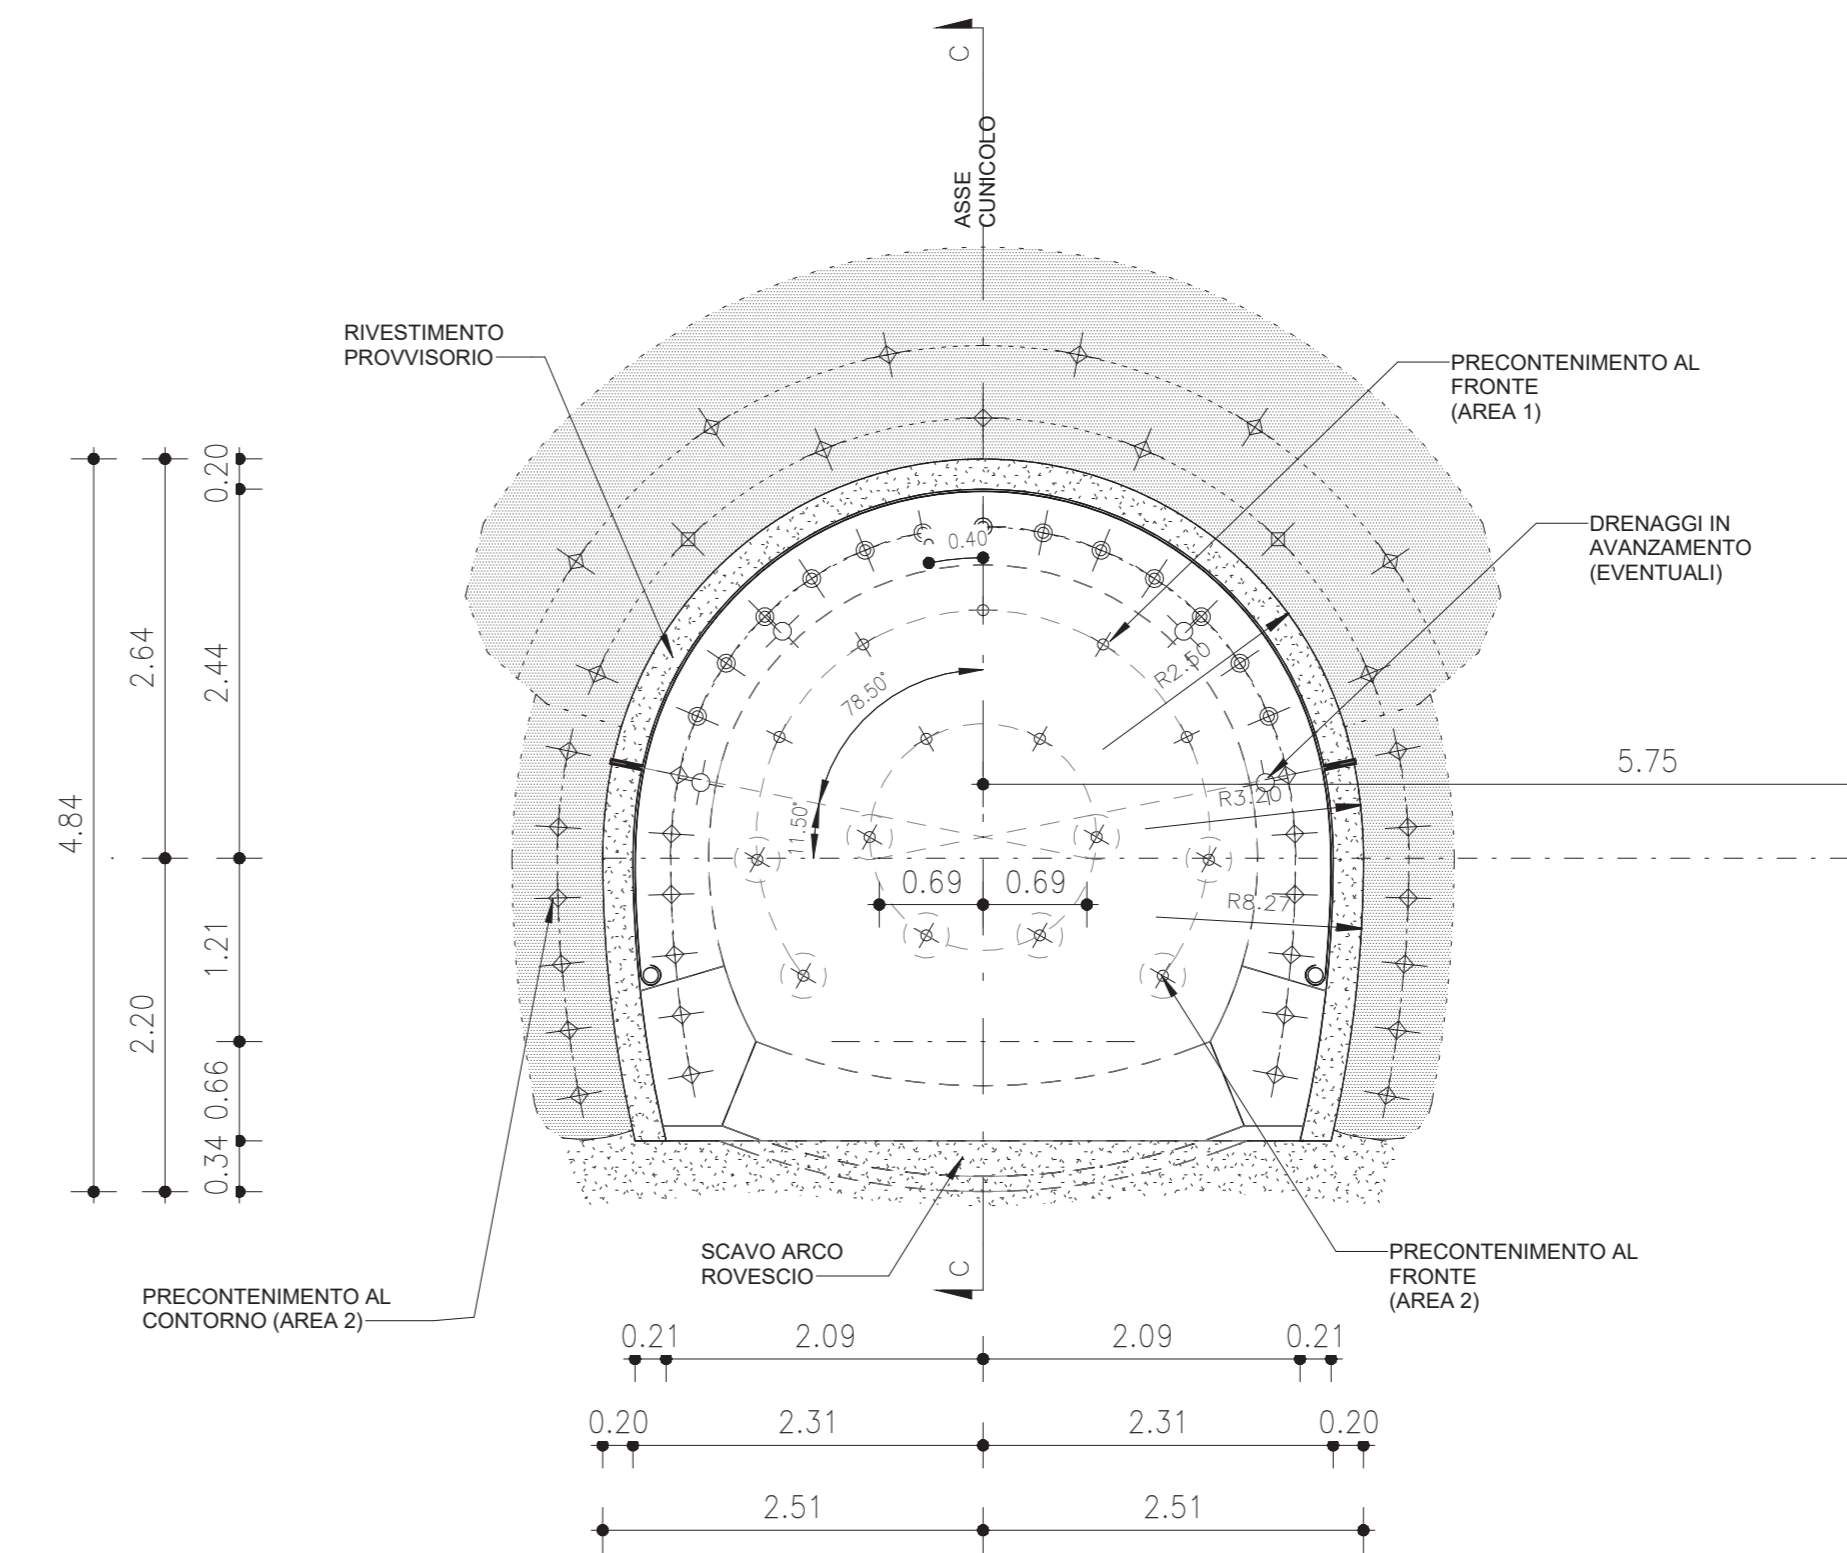 C
ASSE
CUNICOLO
RIVESTIMENTO
PROVVISORIO
PRECONTENIMENTO AL
FRONTE
(AREA 1)
DRENAGGI IN
AVANZAMENTO
(EVENTUALI)
0.20
2.64
2.44
4.84
2.20
1.21
0.66
0.34
0.40
78.50°
11.50°
R2.50
R3.20
R8.27
5.75
0.69
0.69
SCAVO ARCO
ROVESCIO
C
PRECONTENIMENTO AL
FRONTE
(AREA 2)
PRECONTENIMENTO AL
CONTORNO (AREA 2)
0.21
2.09
2.09
0.21
0.20
2.31
2.31
0.20
2.51
2.51